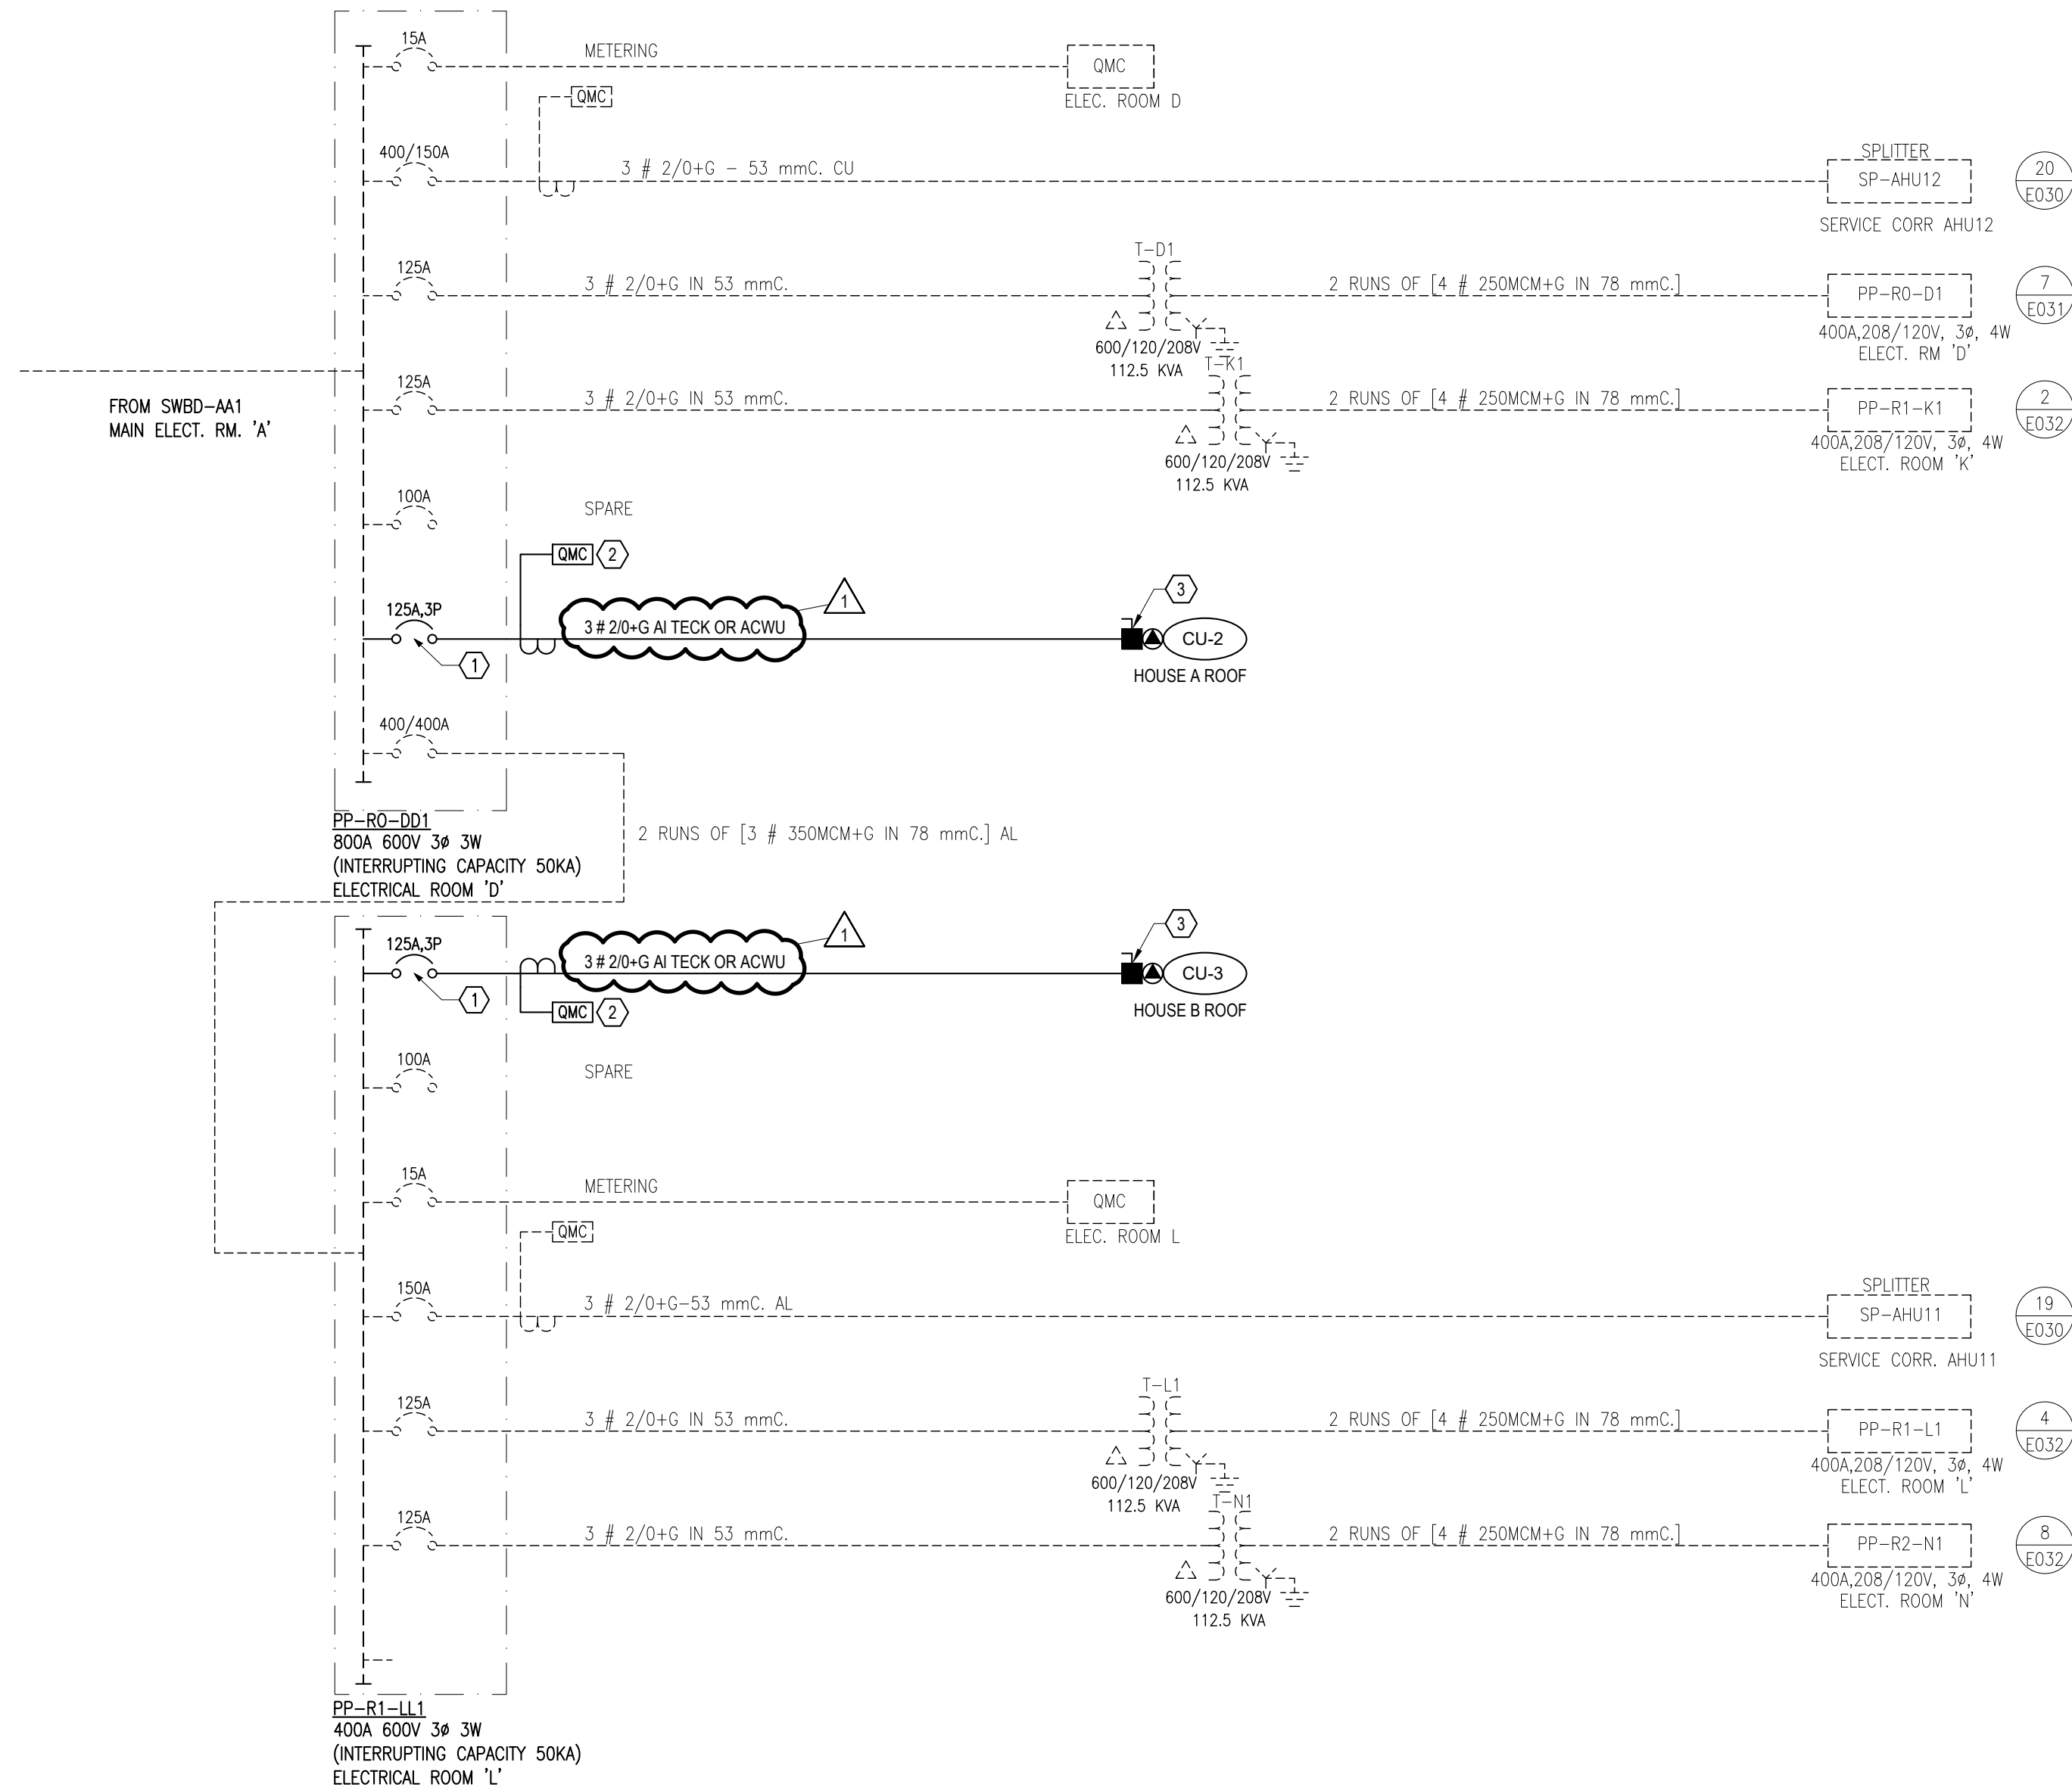 15A
METERING
QMC
ELEC. ROOM D
QMC
400/150A
3 # 2/0+G – 53 mmC. CU
SPLITTER
SP-AHU12
SERVICE CORR AHU12
20
E030
125A
3 # 2/0+G IN 53 mmC.
T-D1
600/120/208V
112.5 KVA
2 RUNS OF [4 # 250MCM+G IN 78 mmC.]
PP-R0-D1
400A,208/120V, 3ø, 4W
ELECT. RM 'D'
7
E031
FROM SWBD-AA1
MAIN ELECT. RM. 'A'
125A
3 # 2/0+G IN 53 mmC.
T-K1
600/120/208V
112.5 KVA
2 RUNS OF [4 # 250MCM+G IN 78 mmC.]
PP-R1-K1
400A,208/120V, 3ø, 4W
ELECT. ROOM 'K'
2
E032
100A
SPARE
QMC
2
125A,3P
1
3 # 2/0+G Al TECK OR ACWU
1
3
CU-2
HOUSE A ROOF
400/400A
PP-R0-DD1
800A 600V 3ø 3W
(INTERRUPTING CAPACITY 50KA)
ELECTRICAL ROOM 'D'
2 RUNS OF [3 # 350MCM+G IN 78 mmC.] AL
125A,3P
1
3 # 2/0+G Al TECK OR ACWU
1
QMC
2
3
CU-3
HOUSE B ROOF
100A
SPARE
15A
METERING
QMC
ELEC. ROOM L
QMC
150A
3 # 2/0+G-53 mmC. AL
SPLITTER
SP-AHU11
SERVICE CORR. AHU11
19
E030
125A
3 # 2/0+G IN 53 mmC.
T-L1
600/120/208V
112.5 KVA
2 RUNS OF [4 # 250MCM+G IN 78 mmC.]
PP-R1-L1
400A,208/120V, 3ø, 4W
ELECT. ROOM 'L'
4
E032
125A
3 # 2/0+G IN 53 mmC.
T-N1
600/120/208V
112.5 KVA
2 RUNS OF [4 # 250MCM+G IN 78 mmC.]
PP-R2-N1
400A,208/120V, 3ø, 4W
ELECT. ROOM 'N'
8
E032
PP-R1-LL1
400A 600V 3ø 3W
(INTERRUPTING CAPACITY 50KA)
ELECTRICAL ROOM 'L'